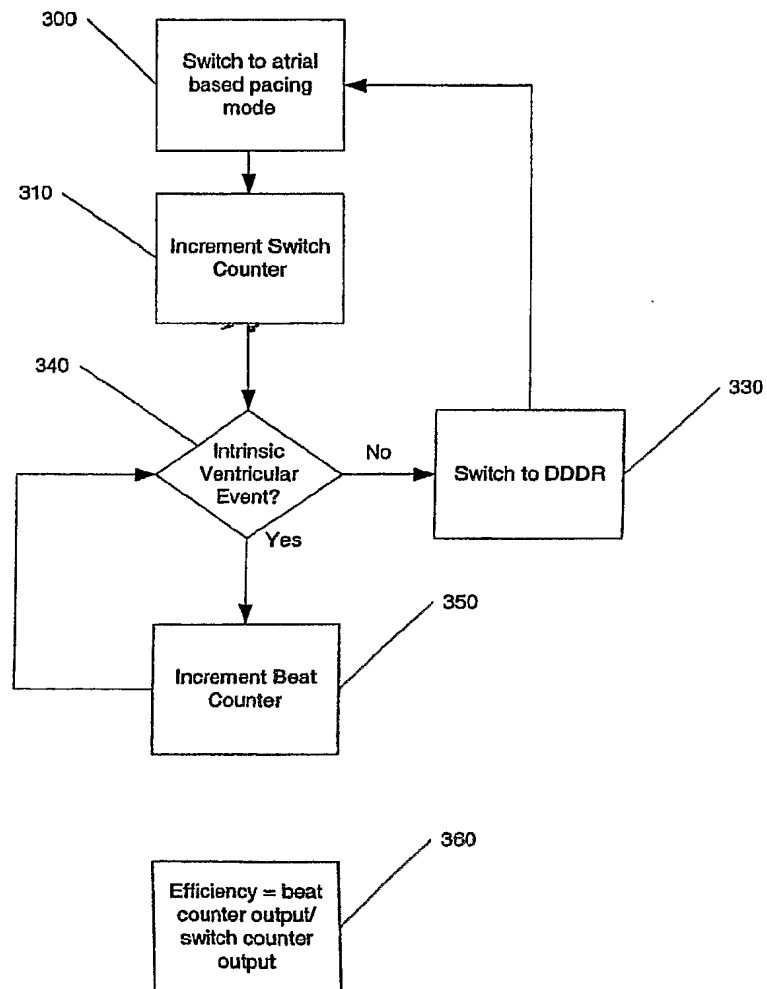 300
Switch to atrial
based pacing
mode
310
Increment Switch
Counter
340
Intrinsic
Ventricular
Event?
No
Yes
330
Switch to DDDR
350
Increment Beat
Counter
360
Efficiency = beat
counter output/
switch counter
output